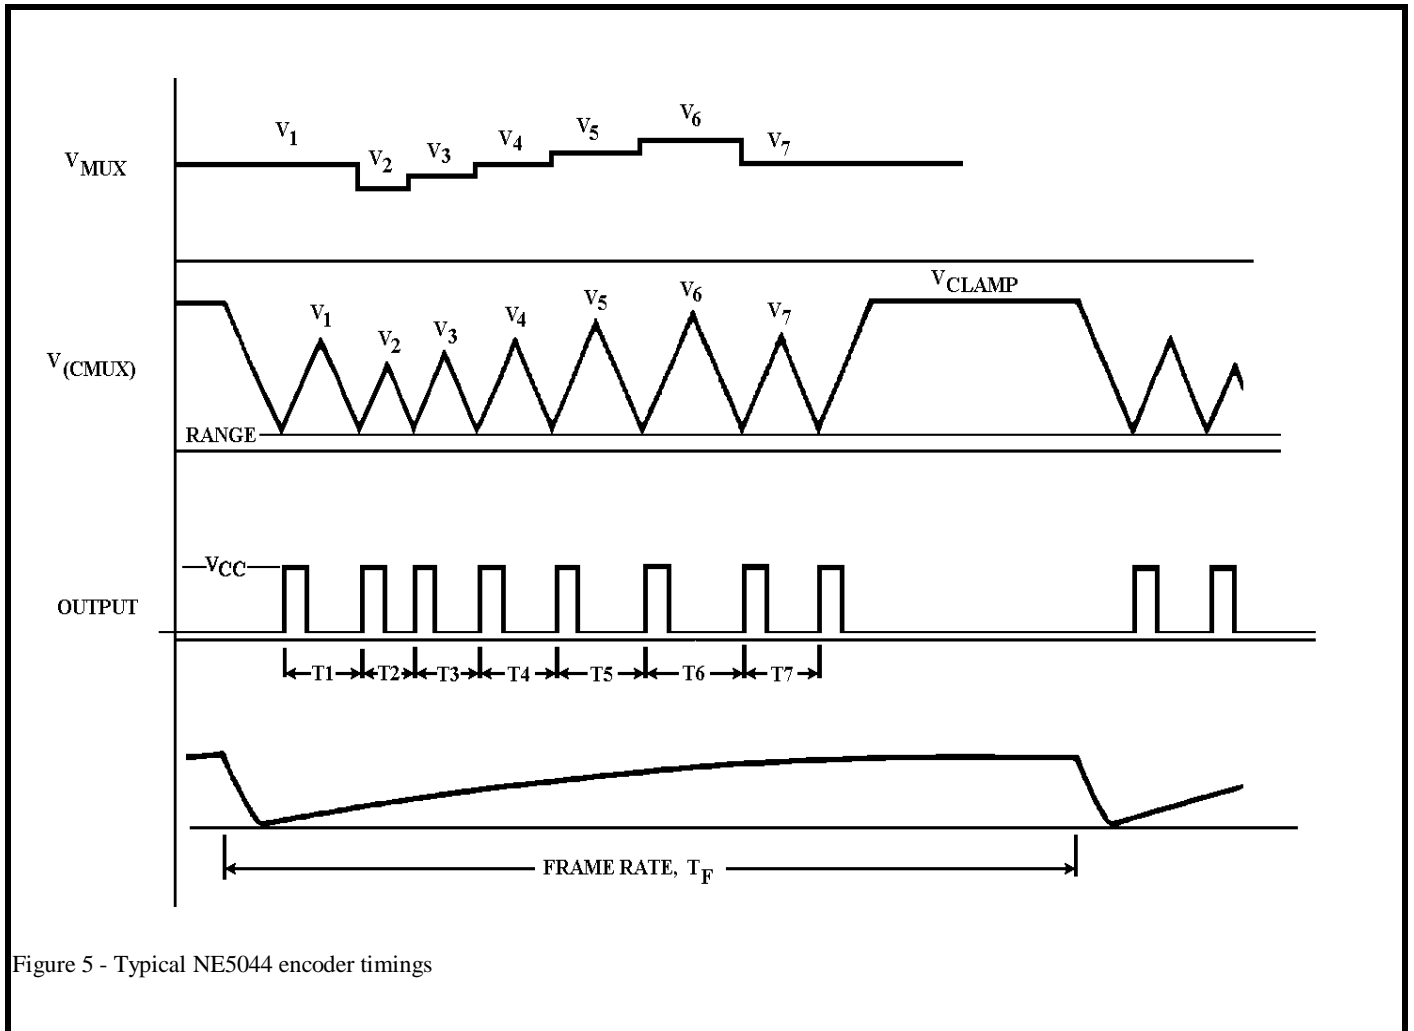 V1 V2 V3 V4 V5 V6 V7
VMUX
VCLAMP
V1 V2 V3 V4 V5 V6 V7
V(CMUX)
RANGE
VCC
OUTPUT
T1 T2 T3 T4 T5 T6 T7
FRAME RATE, TF
Figure 5 - Typical NE5044 encoder timings